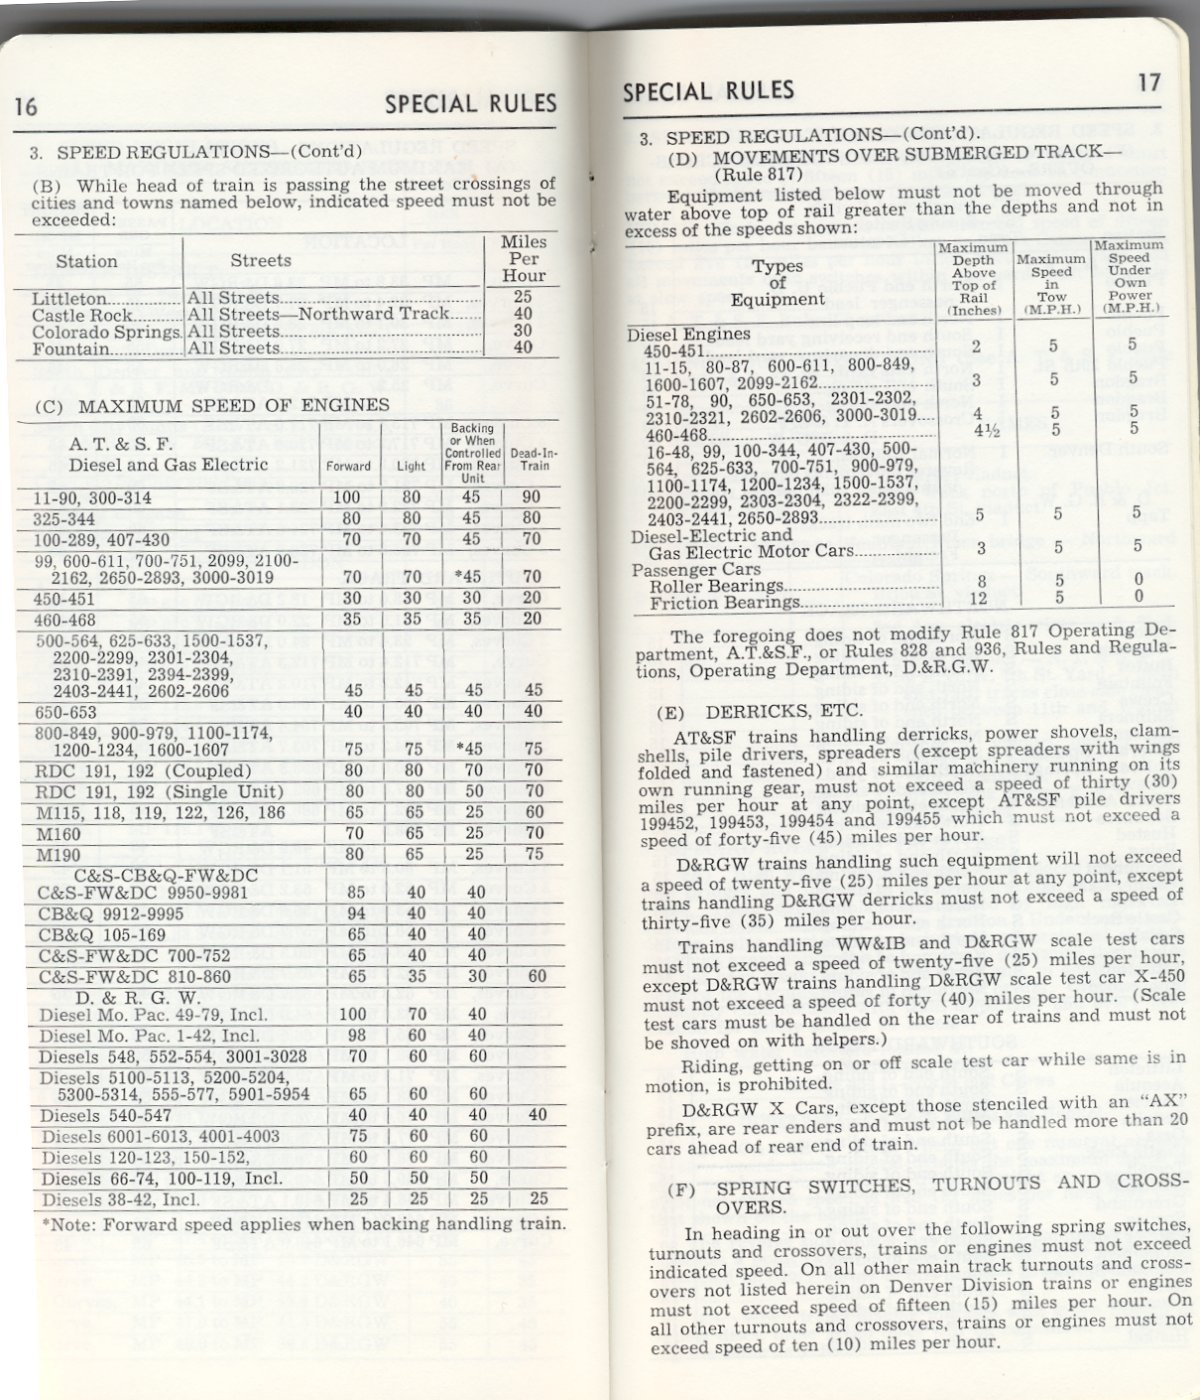 16 SPECIAL RULES
3. SPEED REGULATIONS—(Cont'd)
(B) While head of train is passing the street crossings of
cities and towns named below, indicated speed must not be
exceeded:
Station Streets Miles Per Hour
Littleton............ All Streets.................................................. 25
Castle Rock.......... All Streets—Northward Track....... 40
Colorado Springs. All Streets.................................................. 30
Fountain............. All Streets.................................................. 40
(C) MAXIMUM SPEED OF ENGINES
A. T. & S. F.
Diesel and Gas Electric Forward Light Backing or When Controlled From Rear Unit Dead-In-Train
11-90, 300-314 100 80 45 90
325-344 80 80 45 80
100-289, 407-430 70 70 45 70
99, 600-611, 700-751, 2099, 2100-
2162, 2650-2893, 3000-3019 70 70 *45 70
450-451 30 30 30 20
460-468 35 35 35 20
500-564, 625-633, 1500-1537,
2200-2299, 2301-2304,
2310-2391, 2394-2399,
2403-2441, 2602-2606 45 45 45 45
650-653 40 40 40 40
800-849, 900-979, 1100-1174,
1200-1234, 1600-1607 75 75 *45 75
RDC 191, 192 (Coupled) 80 80 70 70
RDC 191, 192 (Single Unit) 80 80 50 70
M115, 118, 119, 122, 126, 186 65 65 25 60
M160 70 65 25 70
M190 80 65 25 75
C&S-CB&Q-FW&DC
C&S-FW&DC 9950-9981 85 40 40
CB&Q 9912-9995 94 40 40
CB&Q 105-169 65 40 40
C&S-FW&DC 700-752 65 40 40
C&S-FW&DC 810-860 65 35 30 60
D. & R. G. W.
Diesel Mo. Pac. 49-79, Incl. 100 70 40
Diesel Mo. Pac. 1-42, Incl. 98 60 40
Diesels 548, 552-554, 3001-3028 70 60 60
Diesels 5100-5113, 5200-5204,
5300-5314, 555-577, 5901-5954 65 60 60
Diesels 540-547 40 40 40 40
Diesels 6001-6013, 4001-4003 75 60 60
Diesels 120-123, 150-152, 60 60 60
Diesels 66-74, 100-119, Incl. 50 50 50
Diesels 38-42, Incl. 25 25 25 25
*Note: Forward speed applies when backing handling train.
SPECIAL RULES 17
3. SPEED REGULATIONS—(Cont'd).
(D) MOVEMENTS OVER SUBMERGED TRACK—
(Rule 817)
Equipment listed below must not be moved through
water above top of rail greater than the depths and not in
excess of the speeds shown:
Types of Equipment Maximum Depth Above Top of Rail (Inches) Maximum Speed in Tow (M.P.H.) Maximum Speed Under Own Power (M.P.H.)
Diesel Engines
450-451.......................................... 2 5 5
11-15, 80-87, 600-611, 800-849,
1600-1607, 2099-2162..................... 3 5 5
51-78, 90, 650-653, 2301-2302,
2310-2321, 2602-2606, 3000-3019.... 4 5 5
460-468.......................................... 4½ 5 5
16-48, 99, 100-344, 407-430, 500-
564, 625-633, 700-751, 900-979,
1100-1174, 1200-1234, 1500-1537,
2200-2299, 2303-2304, 2322-2399,
2403-2441, 2650-2893..................... 5 5 5
Diesel-Electric and
Gas Electric Motor Cars............... 3 5 5
Passenger Cars
Roller Bearings............................ 8 5 0
Friction Bearings......................... 12 5 0
The foregoing does not modify Rule 817 Operating De-
partment, A.T.&S.F., or Rules 828 and 936, Rules and Regula-
tions, Operating Department, D.&R.G.W.
(E) DERRICKS, ETC.
AT&SF trains handling derricks, power shovels, clam-
shells, pile drivers, spreaders (except spreaders with wings
folded and fastened) and similar machinery running on its
own running gear, must not exceed a speed of thirty (30)
miles per hour at any point, except AT&SF pile drivers
199452, 199453, 199454 and 199455 which must not exceed a
speed of forty-five (45) miles per hour.
D&RGW trains handling such equipment will not exceed
a speed of twenty-five (25) miles per hour at any point, except
trains handling D&RGW derricks must not exceed a speed of
thirty-five (35) miles per hour.
Trains handling WW&IB and D&RGW scale test cars
must not exceed a speed of twenty-five (25) miles per hour,
except D&RGW trains handling D&RGW scale test car X-450
must not exceed a speed of forty (40) miles per hour. (Scale
test cars must be handled on the rear of trains and must not
be shoved on with helpers.)
Riding, getting on or off scale test car while same is in
motion, is prohibited.
D&RGW X Cars, except those stenciled with an "AX"
prefix, are rear enders and must not be handled more than 20
cars ahead of rear end of train.
(F) SPRING SWITCHES, TURNOUTS AND CROSS-
OVERS.
In heading in or out over the following spring switches,
turnouts and crossovers, trains or engines must not exceed
indicated speed. On all other main track turnouts and cross-
overs not listed herein on Denver Division trains or engines
must not exceed speed of fifteen (15) miles per hour. On
all other turnouts and crossovers, trains or engines must not
exceed speed of ten (10) miles per hour.